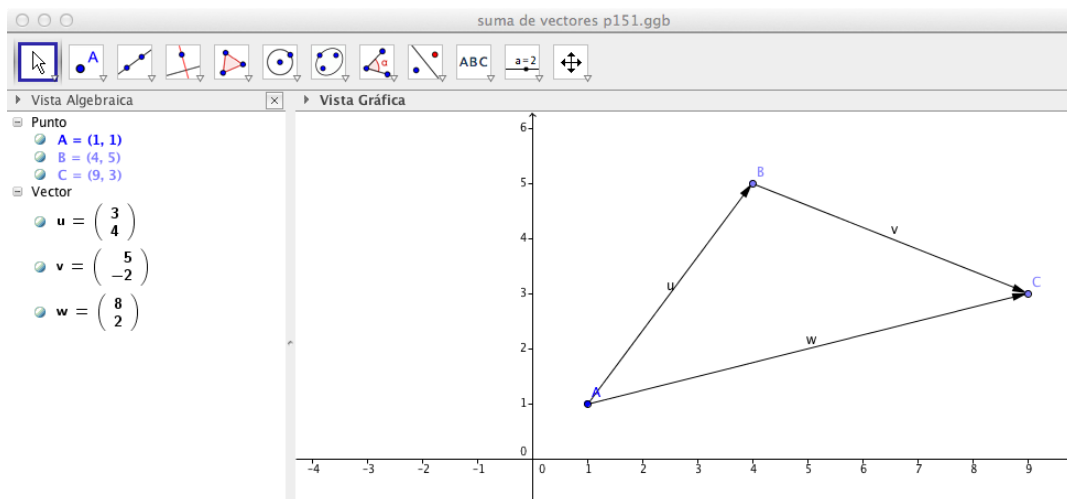 suma de vectores p151.ggb
A α ABC a=2
Vista Algebraica
Punto
A = (1, 1)
B = (4, 5)
C = (9, 3)
Vector
u = ( 3
4 )
v = ( 5
−2 )
w = ( 8
2 )
Vista Gráfica
6
B
5
v
4
u
C
3
w
2
A
1
0
-4 -3 -2 -1 0 1 2 3 4 5 6 7 8 9